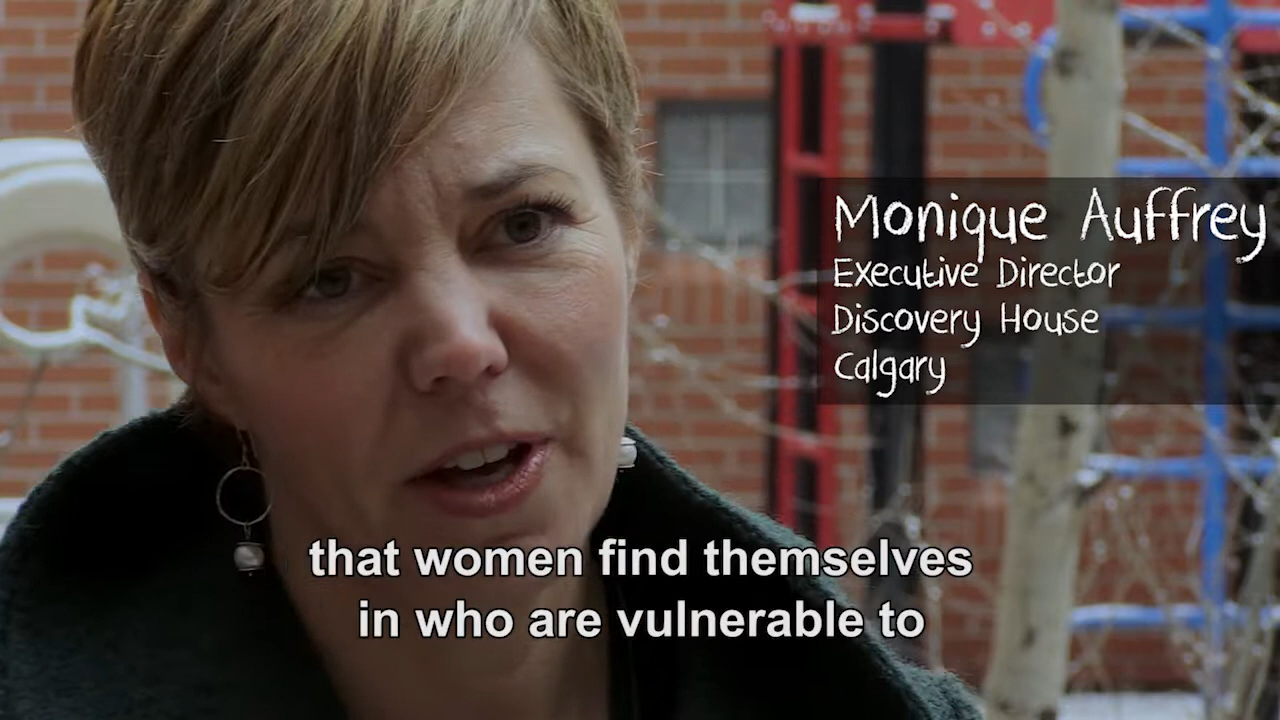 Monique Auffrey
Executive Director
Discovery House
Calgary
that women find themselves
in who are vulnerable to